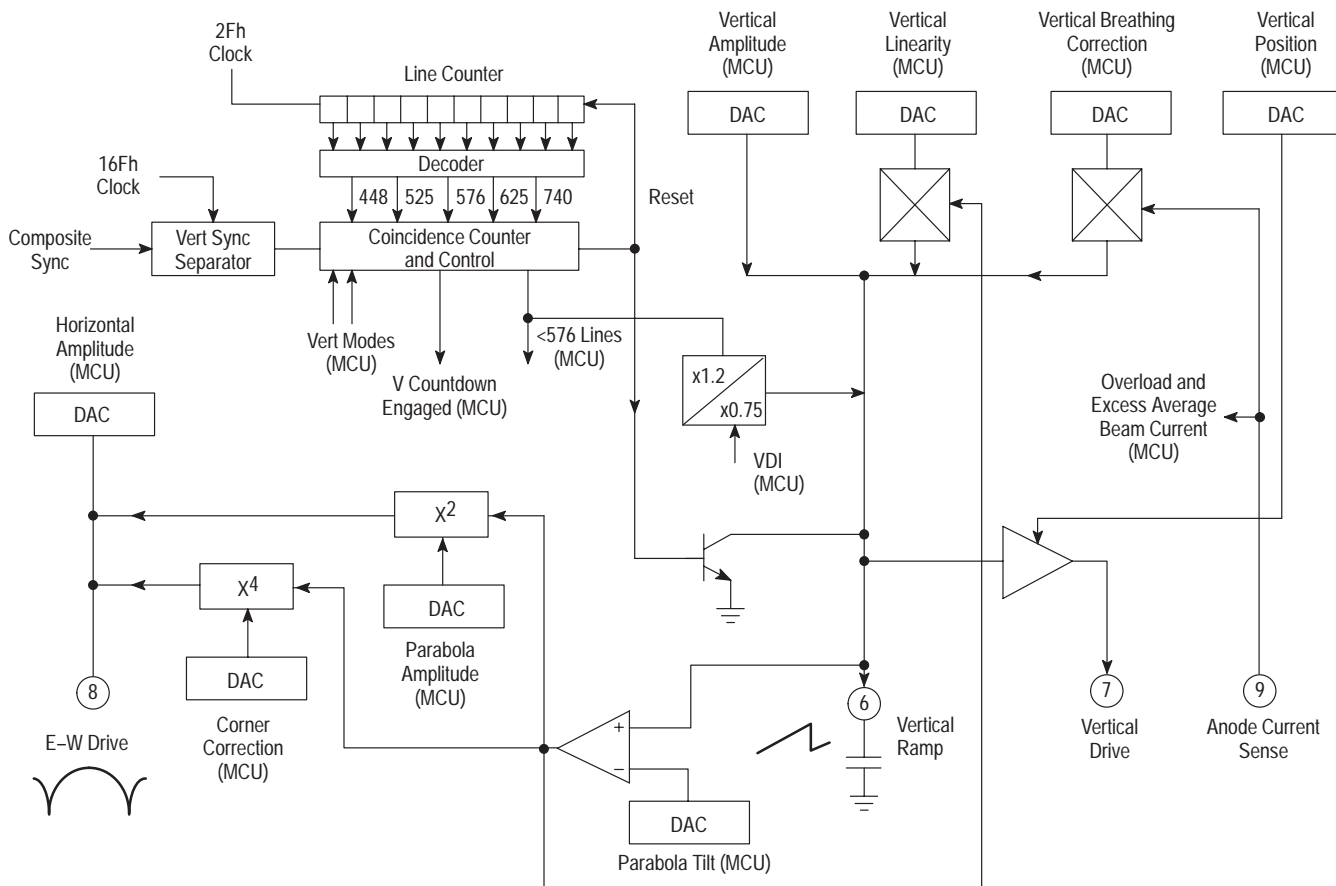 2Fh
Clock
Line Counter
Vertical
Amplitude
(MCU)
Vertical
Linearity
(MCU)
Vertical Breathing
Correction (MCU)
Vertical
Position
(MCU)
DAC
DAC
DAC
DAC
Decoder
16Fh
Clock
448
525
576
625
740
Reset
Composite
Sync
Vert Sync
Separator
Coincidence Counter
and Control
Horizontal
Amplitude
(MCU)
DAC
Vert Modes
(MCU)
V Countdown
Engaged (MCU)
<576 Lines
(MCU)
x1.2
x0.75
VDI
(MCU)
Overload and
Excess Average
Beam Current
(MCU)
X2
DAC
Parabola
Amplitude
(MCU)
X4
DAC
Corner
Correction
(MCU)
8
E–W Drive
+
–
DAC
Parabola Tilt (MCU)
6
Vertical
Ramp
7
Vertical
Drive
9
Anode Current
Sense